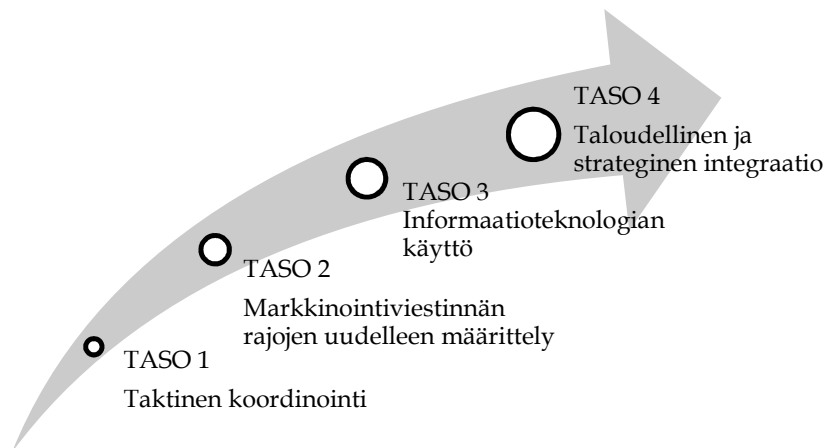 TASO 4
Taloudellinen ja
strateginen integraatio
TASO 3
Informaatioteknologian
käyttö
TASO 2
Markkinointiviestinnän
rajojen uudelleen määrittely
TASO 1
Taktinen koordinointi